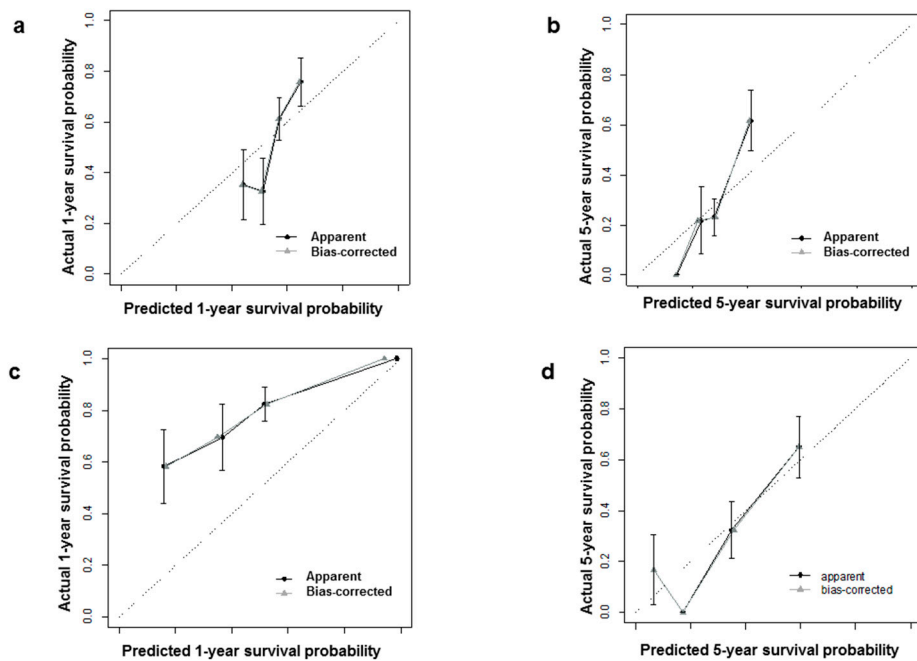 a
Actual 1-year survival probability
1.0
0.8
0.6
0.4
0.2
0.0
Apparent
Bias-corrected
Predicted 1-year survival probability
b
Actual 5-year survival probability
1.0
0.8
0.6
0.4
0.2
0.0
Apparent
Bias-corrected
Predicted 5-year survival probability
c
Actual 1-year survival probability
1.0
0.8
0.6
0.4
0.2
0.0
Apparent
Bias-corrected
Predicted 1-year survival probability
d
Actual 5-year survival probability
1.0
0.8
0.6
0.4
0.2
0.0
apparent
bias-corrected
Predicted 5-year survival probability